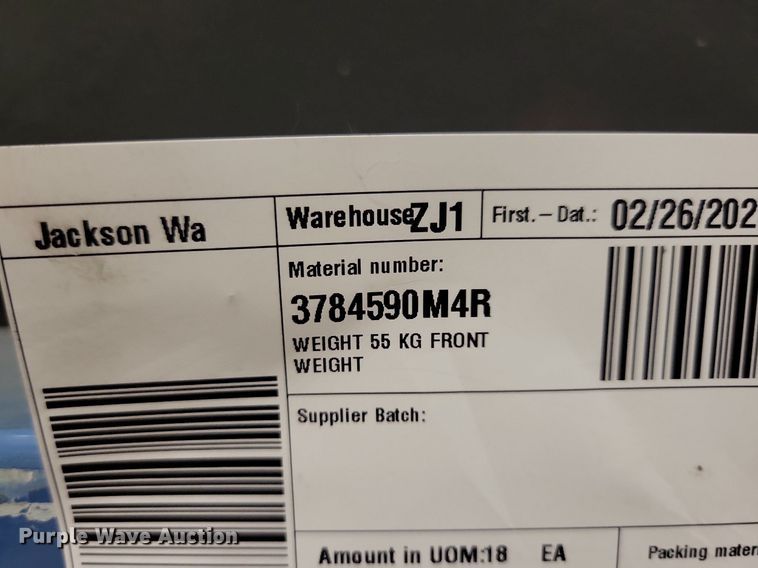 Jackson Wa
Warehouse ZJ1
First.-Dat.: 02/26/202
Material number:
3784590M4R
WEIGHT 55 KG FRONT
WEIGHT
Supplier Batch:
Amount in UOM:18 EA
Packing mater
Purple Wave Auction